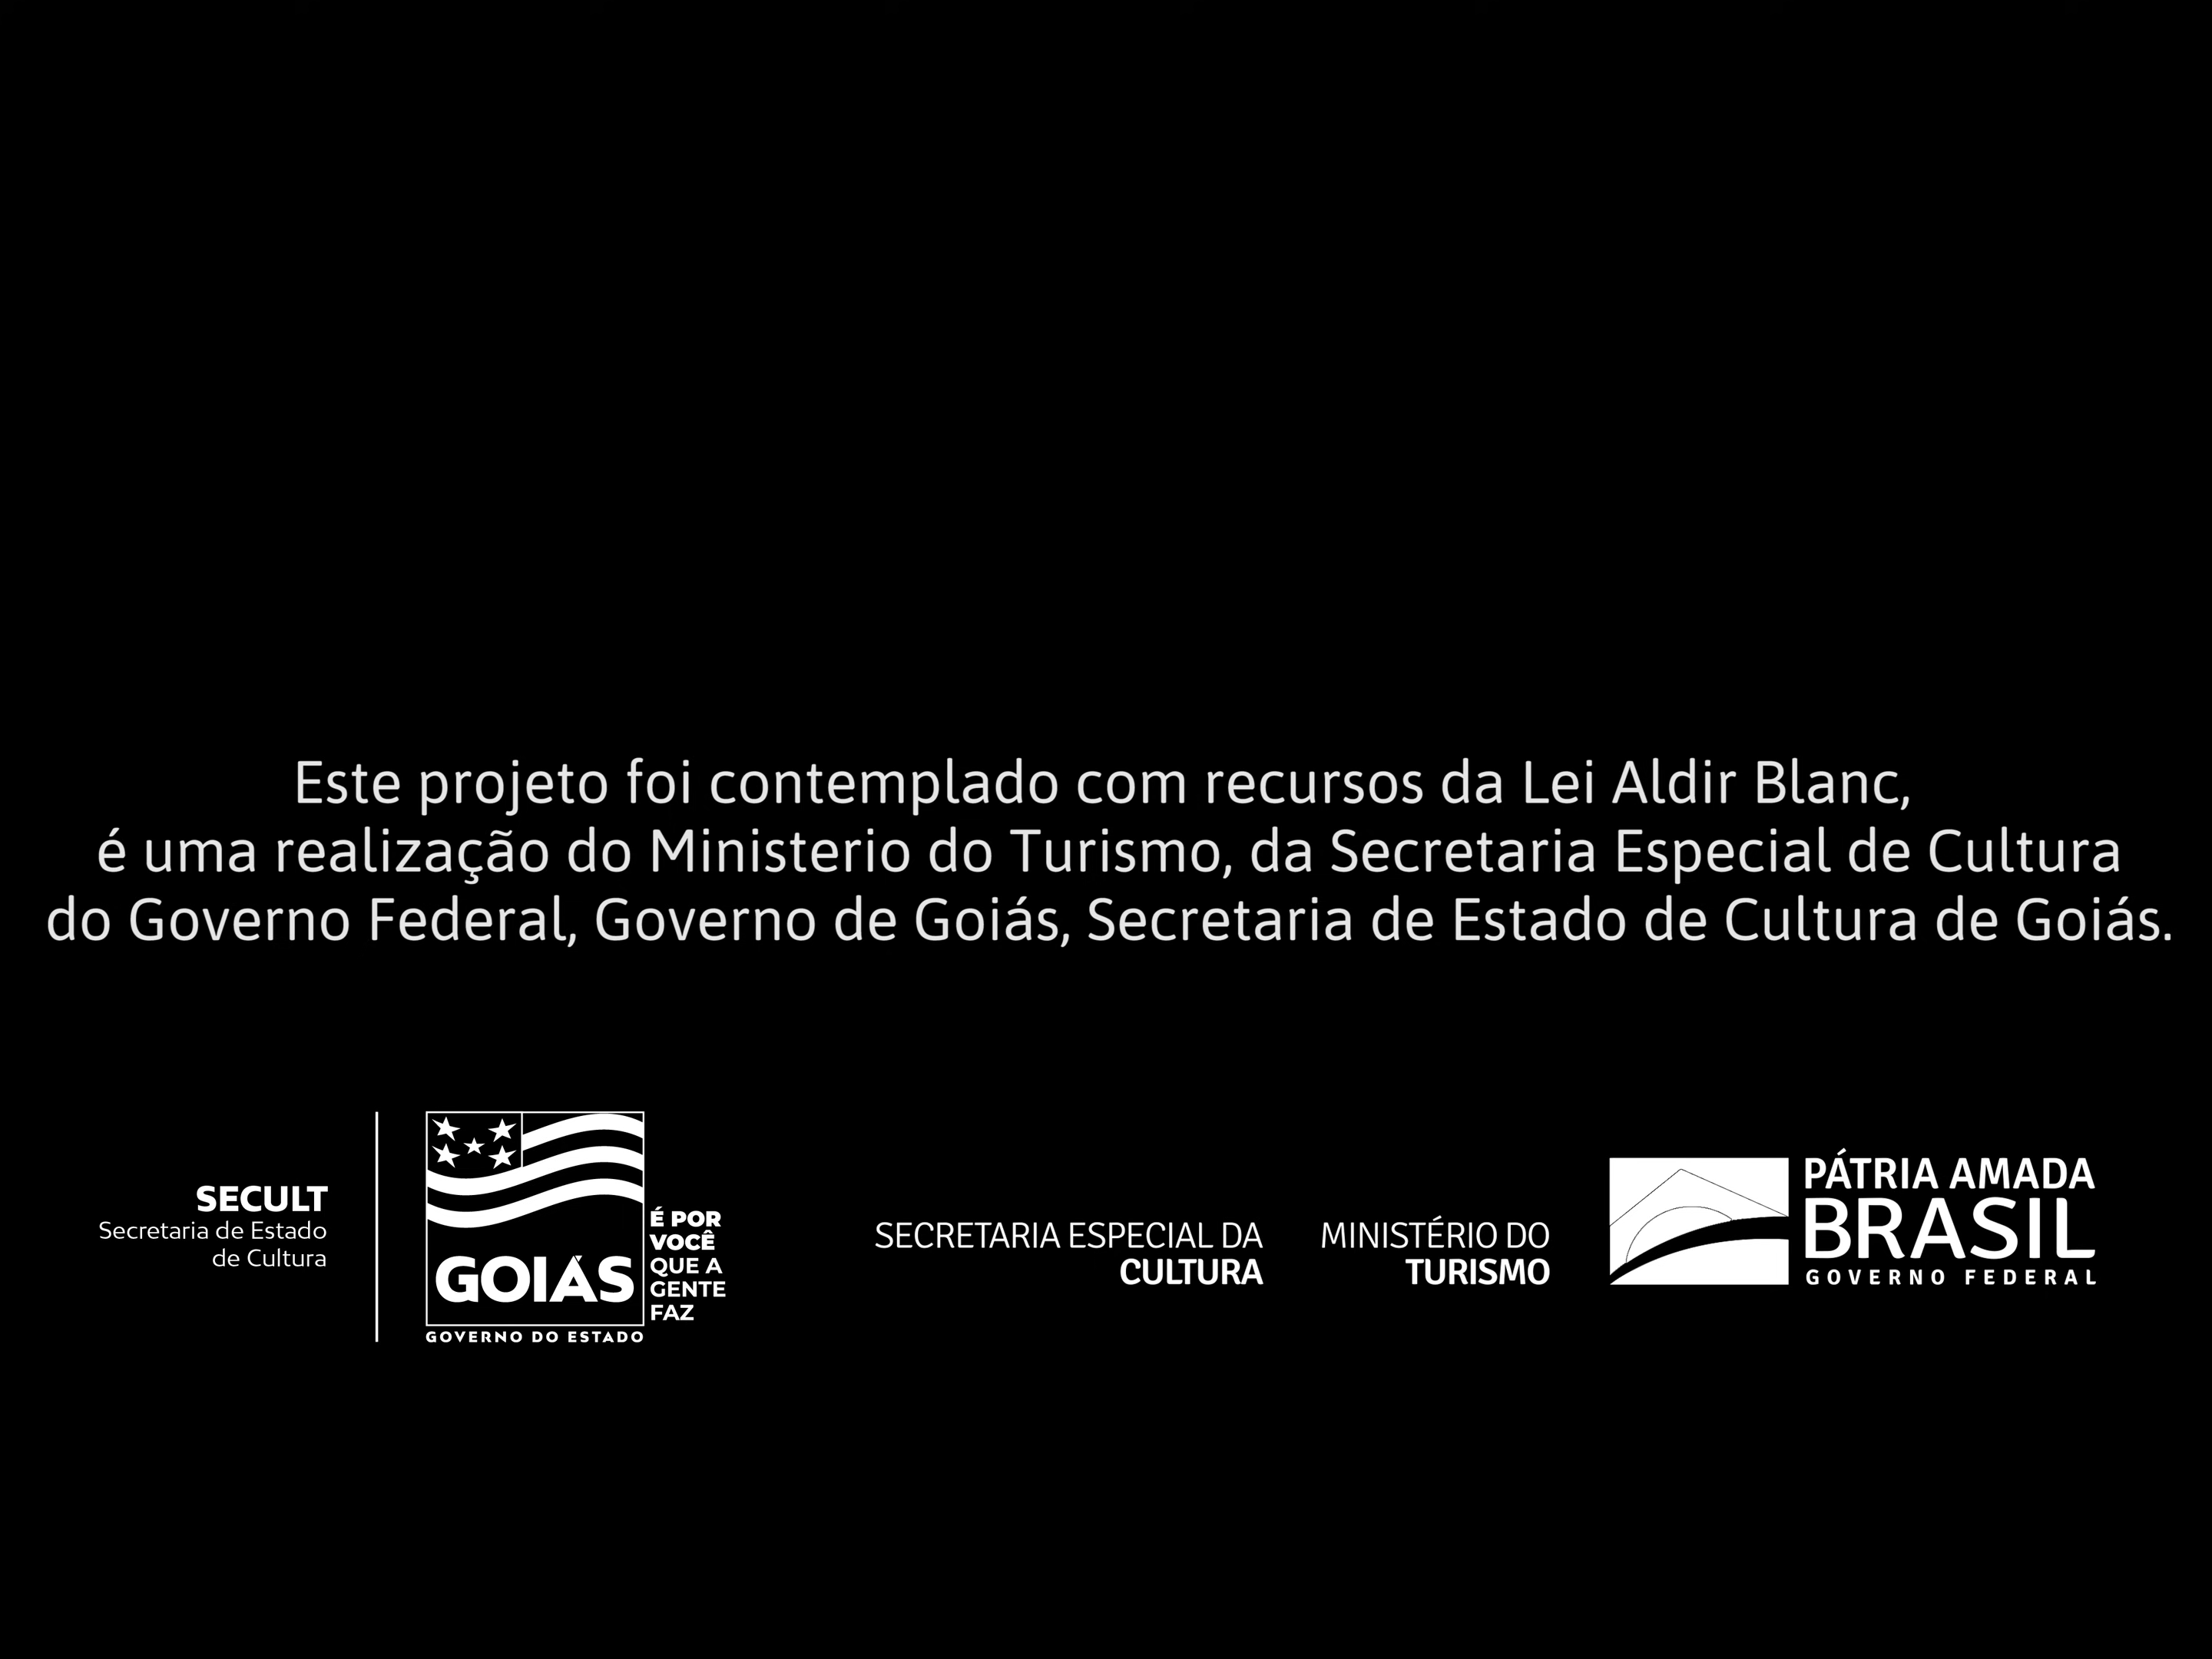 Este projeto foi contemplado com recursos da Lei Aldir Blanc,
é uma realização do Ministerio do Turismo, da Secretaria Especial de Cultura
do Governo Federal, Governo de Goiás, Secretaria de Estado de Cultura de Goiás.
SECULT
Secretaria de Estado
de Cultura
GOIÁS
GOVERNO DO ESTADO
É POR
VOCÊ
QUE A
GENTE
FAZ
SECRETARIA ESPECIAL DA
CULTURA
MINISTÉRIO DO
TURISMO
PÁTRIA AMADA
BRASIL
GOVERNO FEDERAL